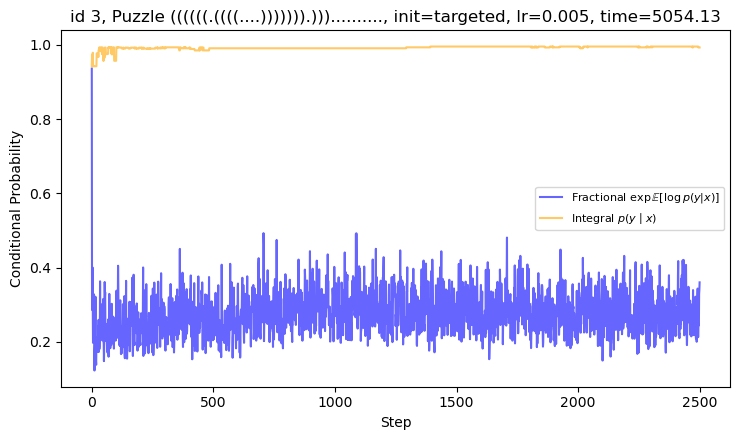 id 3, Puzzle ((((((.((((....))))))).))).........., init=targeted, lr=0.005, time=5054.13
Conditional Probability
1.0
0.8
0.6
0.4
0.2
Fractional exp𝔼[log p(y|x)]
Integral p(y | x)
0
500
1000
1500
2000
2500
Step